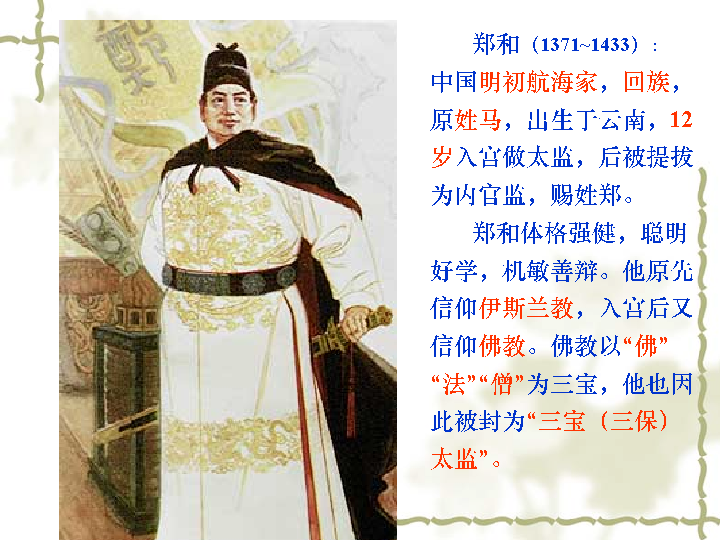 郑和（1371~1433）：
中国明初航海家，回族，
原姓马，出生于云南，12
岁入宫做太监，后被提拔
为内官监，赐姓郑。
郑和体格强健，聪明
好学，机敏善辩。他原先
信仰伊斯兰教，入宫后又
信仰佛教。佛教以“佛”
“法”“僧”为三宝，他也因
此被封为“三宝（三保）
太监”。